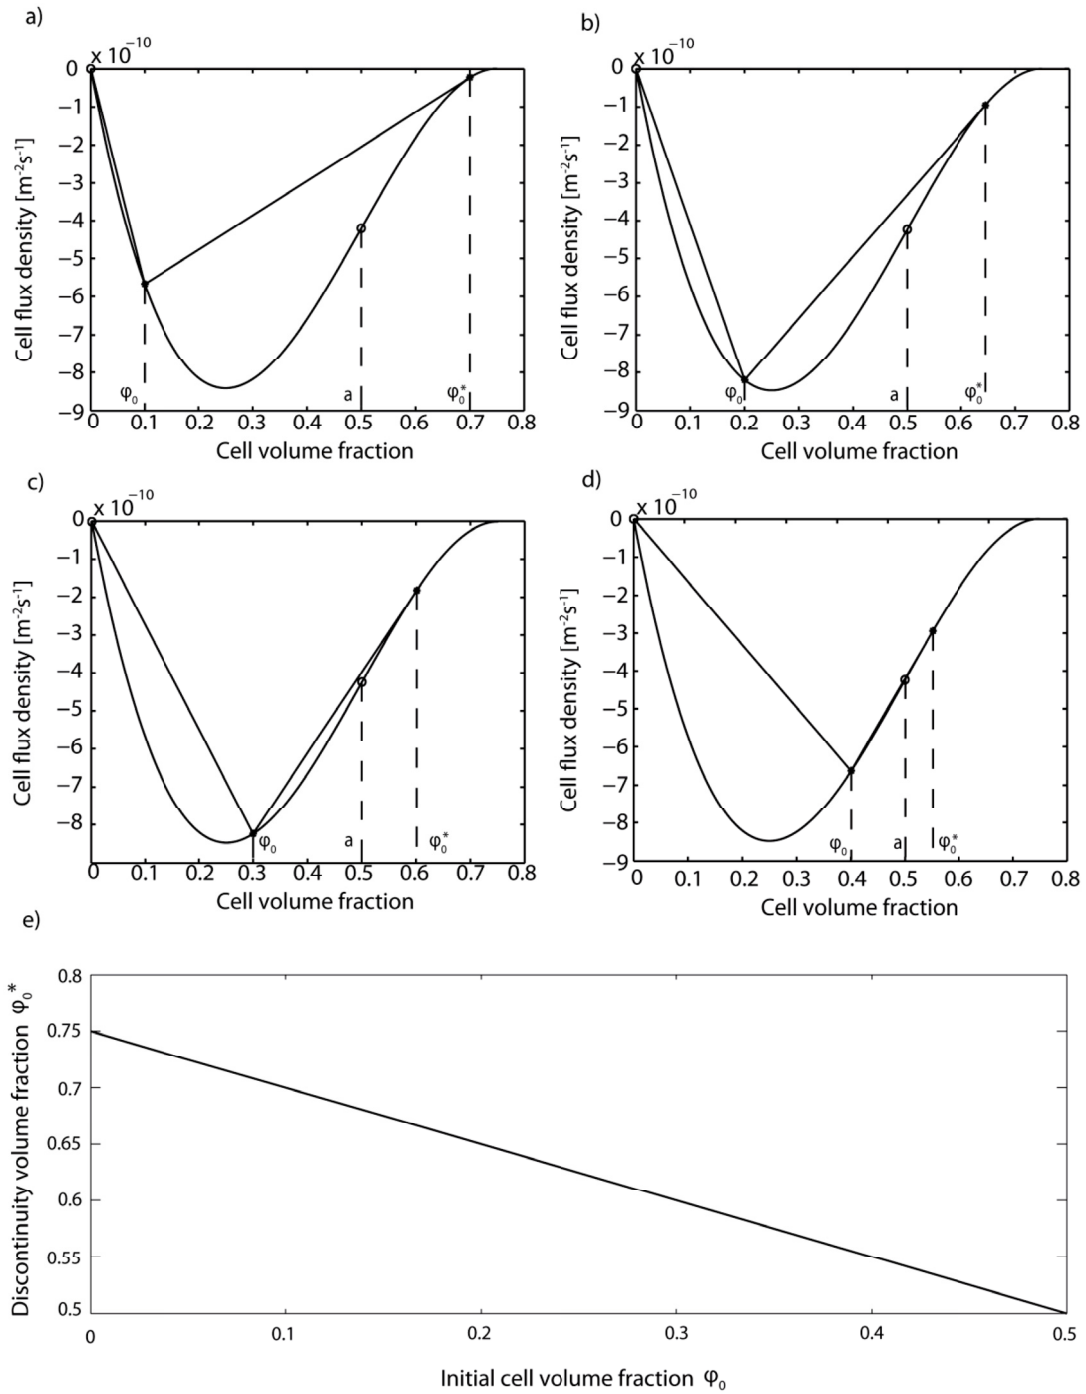 a)
x 10⁻¹⁰
0
−1
−2
−3
−4
−5
−6
−7
−8
−9
Cell flux density [m⁻²s⁻¹]
φ₀
a
φ₀*
0 0.1 0.2 0.3 0.4 0.5 0.6 0.7 0.8
Cell volume fraction
b)
x 10⁻¹⁰
0
−1
−2
−3
−4
−5
−6
−7
−8
−9
Cell flux density [m⁻²s⁻¹]
φ₀
a
φ₀*
0 0.1 0.2 0.3 0.4 0.5 0.6 0.7 0.8
Cell volume fraction
c)
x 10⁻¹⁰
0
−1
−2
−3
−4
−5
−6
−7
−8
Cell flux density [m⁻²s⁻¹]
φ₀
a
φ₀*
0 0.1 0.2 0.3 0.4 0.5 0.6 0.7 0.8
Cell volume fraction
d)
x 10⁻¹⁰
0
−1
−2
−3
−4
−5
−6
−7
−8
−9
Cell flux density [m⁻²s⁻¹]
φ₀
a
φ₀*
0 0.1 0.2 0.3 0.4 0.5 0.6 0.7 0.8
Cell volume fraction
e)
0.8
0.75
0.7
0.65
0.6
0.55
0.5
Discontinuity volume fraction φ₀*
0 0.1 0.2 0.3 0.4 0.5
Initial cell volume fraction φ₀